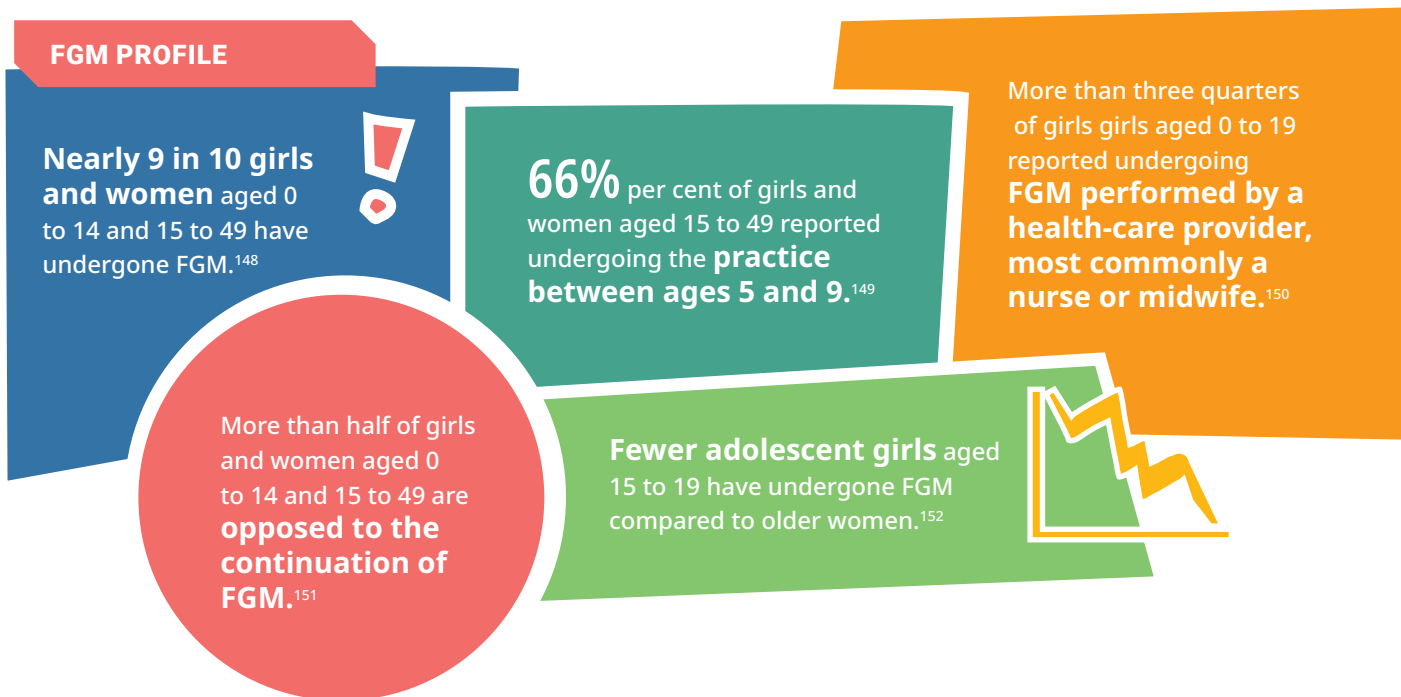 FGM PROFILE
Nearly 9 in 10 girls
and women aged 0
to 14 and 15 to 49 have
undergone FGM.148
66% per cent of girls and
women aged 15 to 49 reported
undergoing the practice
between ages 5 and 9.149
More than three quarters
of girls girls aged 0 to 19
reported undergoing
FGM performed by a
health-care provider,
most commonly a
nurse or midwife.150
More than half of girls
and women aged 0
to 14 and 15 to 49 are
opposed to the
continuation of
FGM.151
Fewer adolescent girls aged
15 to 19 have undergone FGM
compared to older women.152